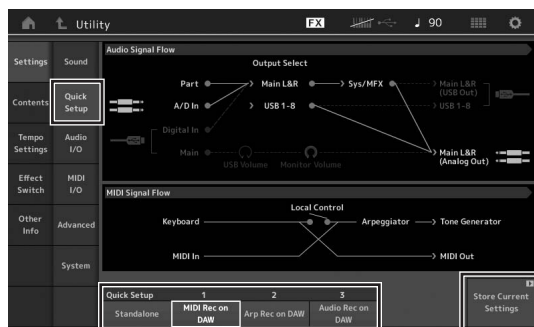 Utility
FX
90
Settings
Sound
Contents
Quick
Setup
Tempo
Settings
Audio
I/O
Effect
Switch
MIDI
I/O
Other
Info
Advanced
System
Audio Signal Flow
Output Select
Part
Main L&R
Sys/MFX
Main L&R
(USB Out)
A/D In
USB 1-8
USB 1-8
Digital In
Main
USB Volume
Monitor Volume
Main L&R
(Analog Out)
MIDI Signal Flow
Local Control
Keyboard
Arpeggiator
Tone Generator
MIDI In
MIDI Out
Quick Setup
1
2
3
Standalone
MIDI Rec on
DAW
Arp Rec on DAW
Audio Rec on
DAW
Store Current
Settings